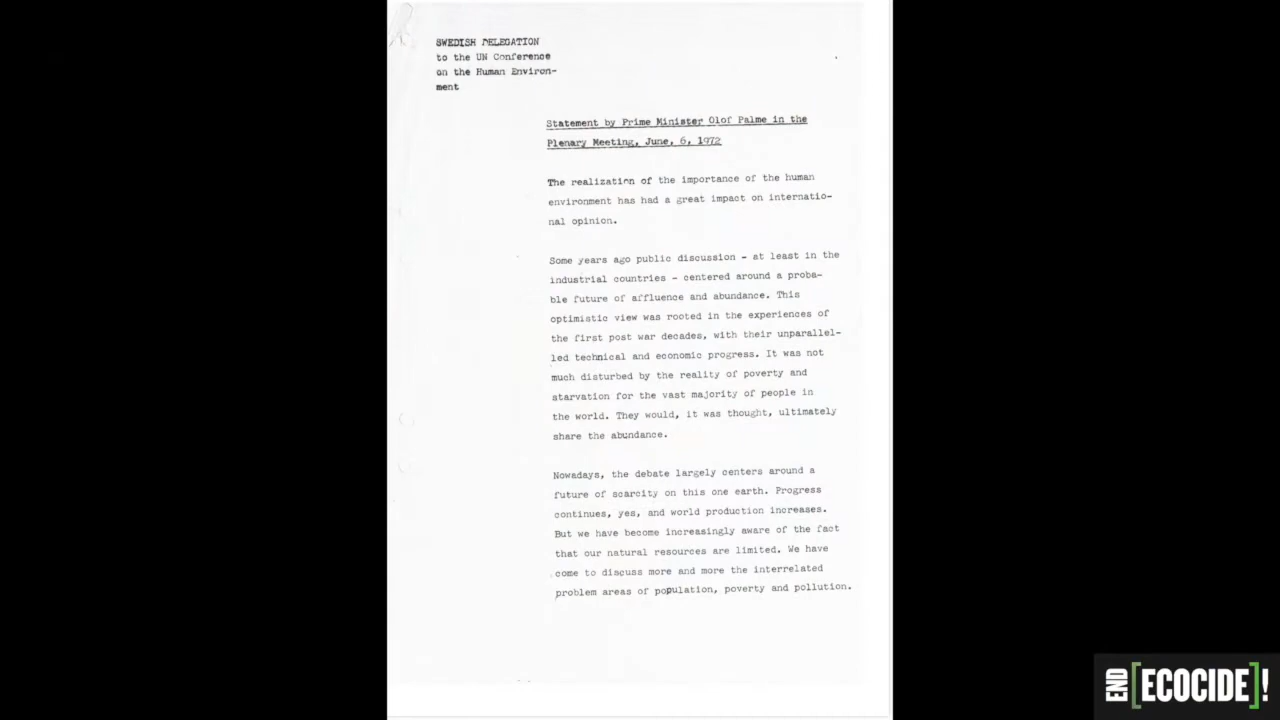 SWEDISH DELEGATION
to the UN Conference
on the Human Environ-
ment
Statement by Prime Minister Olof Palme in the
Plenary Meeting, June, 6, 1972
The realization of the importance of the human
environment has had a great impact on internatio-
nal opinion.
Some years ago public discussion - at least in the
industrial countries - centered around a proba-
ble future of affluence and abundance. This
optimistic view was rooted in the experiences of
the first post war decades, with their unparallel-
led technical and economic progress. It was not
much disturbed by the reality of poverty and
starvation for the vast majority of people in
the world. They would, it was thought, ultimately
share the abundance.
Nowadays, the debate largely centers around a
future of scarcity on this one earth. Progress
continues, yes, and world production increases.
But we have become increasingly aware of the fact
that our natural resources are limited. We have
come to discuss more and more the interrelated
problem areas of population, poverty and pollution.
END [ECOCIDE]!